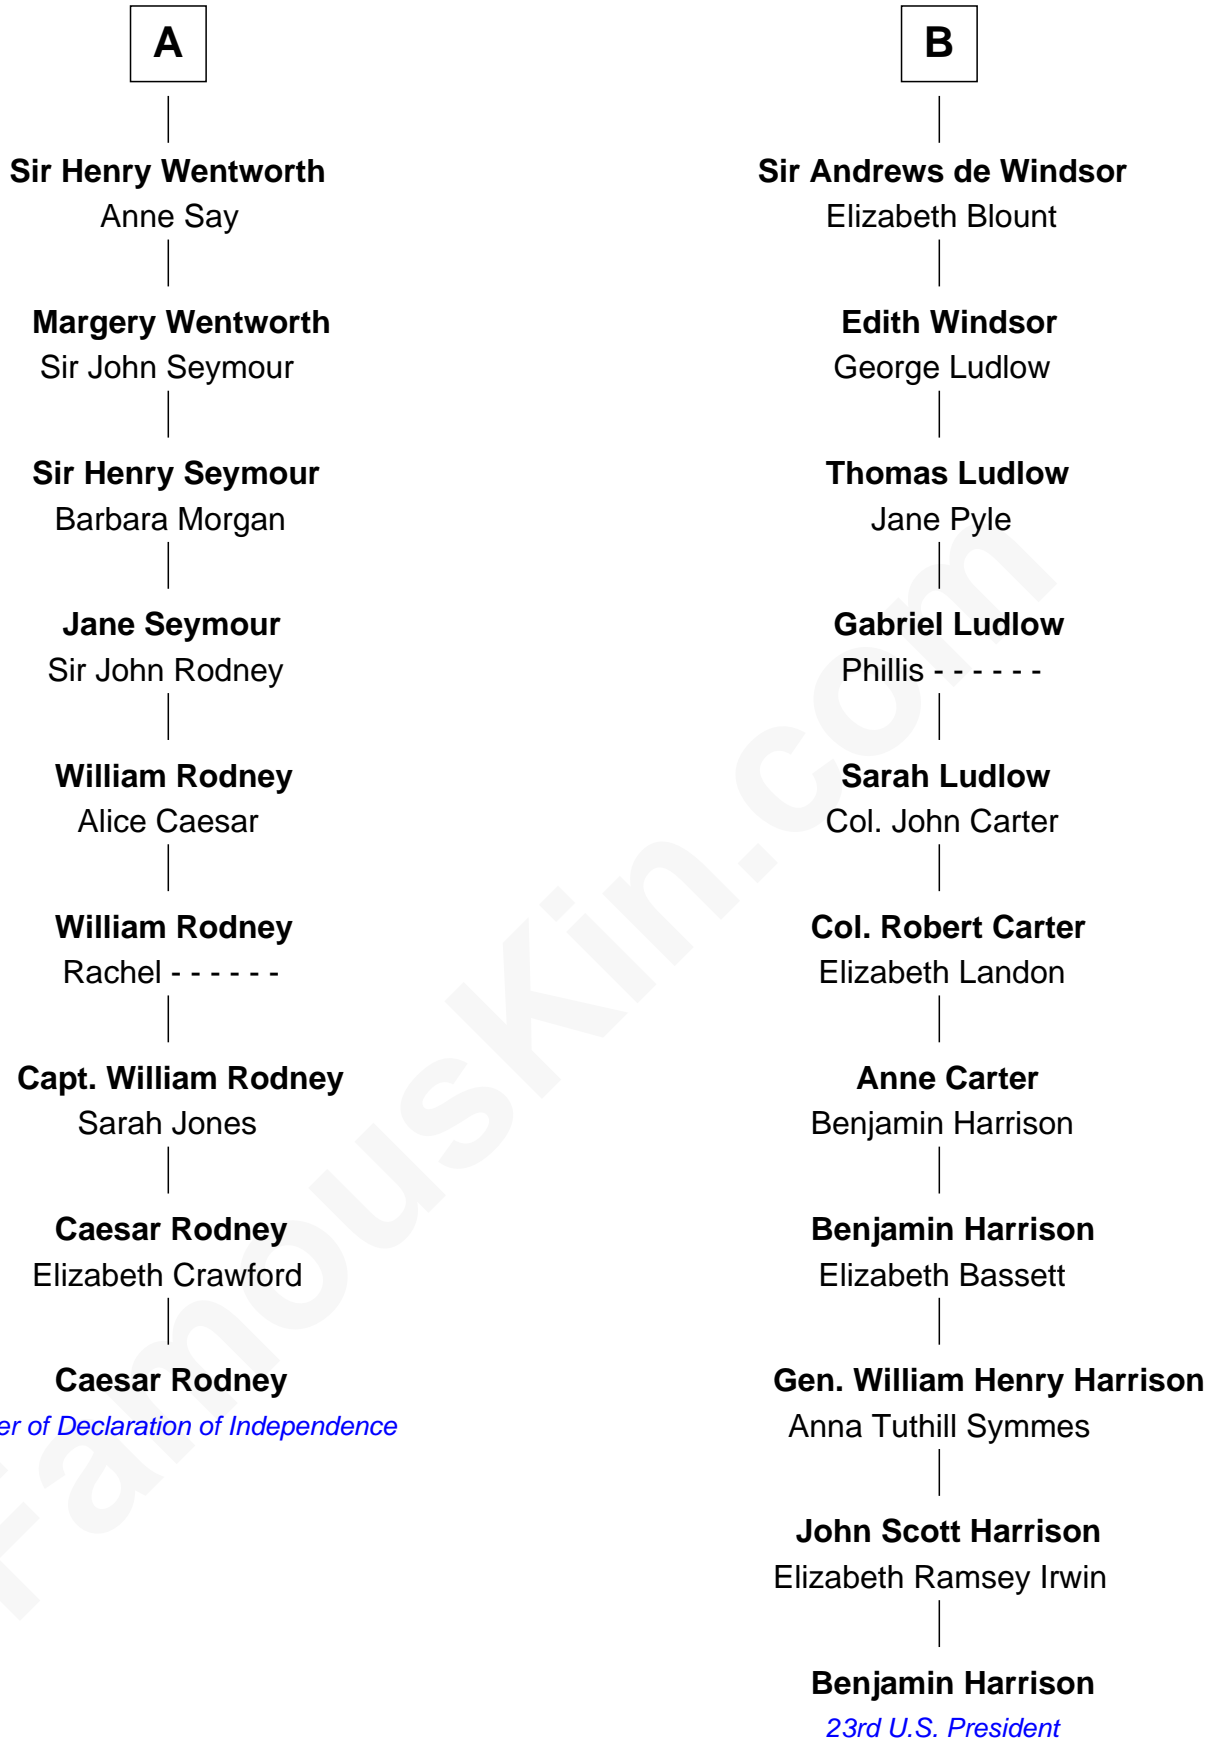 A
Sir Henry Wentworth
Anne Say
Margery Wentworth
Sir John Seymour
Sir Henry Seymour
Barbara Morgan
Jane Seymour
Sir John Rodney
William Rodney
Alice Caesar
William Rodney
Rachel - - - - - -
Capt. William Rodney
Sarah Jones
Caesar Rodney
Elizabeth Crawford
Caesar Rodney
of Declaration of Independence
B
Sir Andrews de Windsor
Elizabeth Blount
Edith Windsor
George Ludlow
Thomas Ludlow
Jane Pyle
Gabriel Ludlow
Phillis - - - - - -
Sarah Ludlow
Col. John Carter
Col. Robert Carter
Elizabeth Landon
Anne Carter
Benjamin Harrison
Benjamin Harrison
Elizabeth Bassett
Gen. William Henry Harrison
Anna Tuthill Symmes
John Scott Harrison
Elizabeth Ramsey Irwin
Benjamin Harrison
23rd U.S. President
FamousKin.com